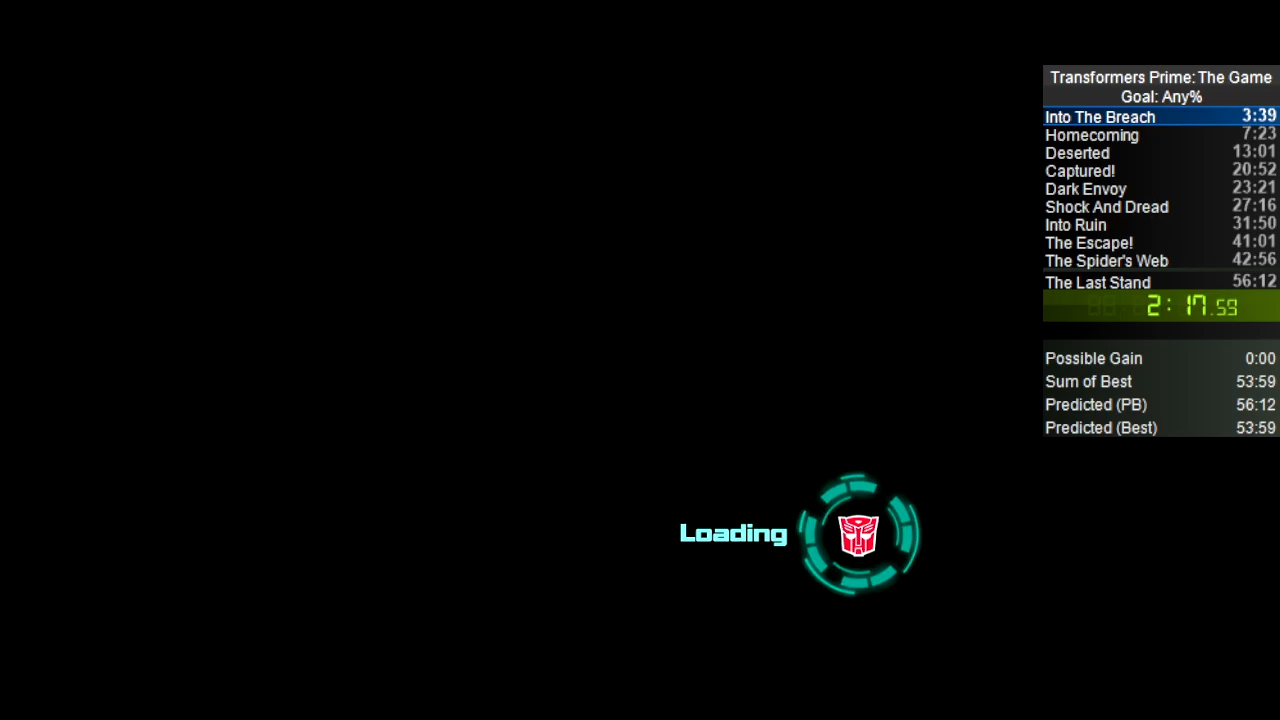 Transformers Prime: The Game
Goal: Any%
Into The Breach 3:39
Homecoming 7:23
Deserted 13:01
Captured! 20:52
Dark Envoy 23:21
Shock And Dread 27:16
Into Ruin 31:50
The Escape! 41:01
The Spider's Web 42:56
The Last Stand 56:12
2:17.59
Possible Gain 0:00
Sum of Best 53:59
Predicted (PB) 56:12
Predicted (Best) 53:59
Loading